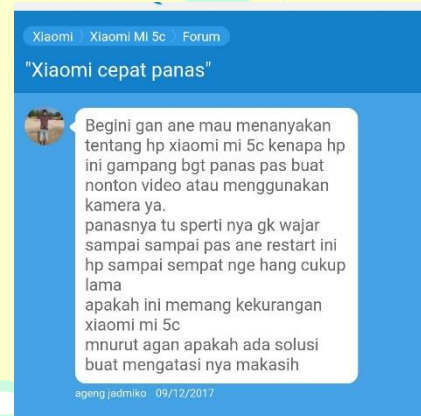 Xiaomi Xiaomi Mi 5c Forum
"Xiaomi cepat panas"
Begini gan ane mau menanyakan
tentang hp xiaomi mi 5c kenapa hp
ini gampang bgt panas pas buat
nonton video atau menggunakan
kamera ya.
panasnya tu sperti nya gk wajar
sampai sampai pas ane restart ini
hp sampai sempat nge hang cukup
lama
apakah ini memang kekurangan
xiaomi mi 5c
mnurut agan apakah ada solusi
buat mengatasi nya makasih
ageng jadmiko 09/12/2017